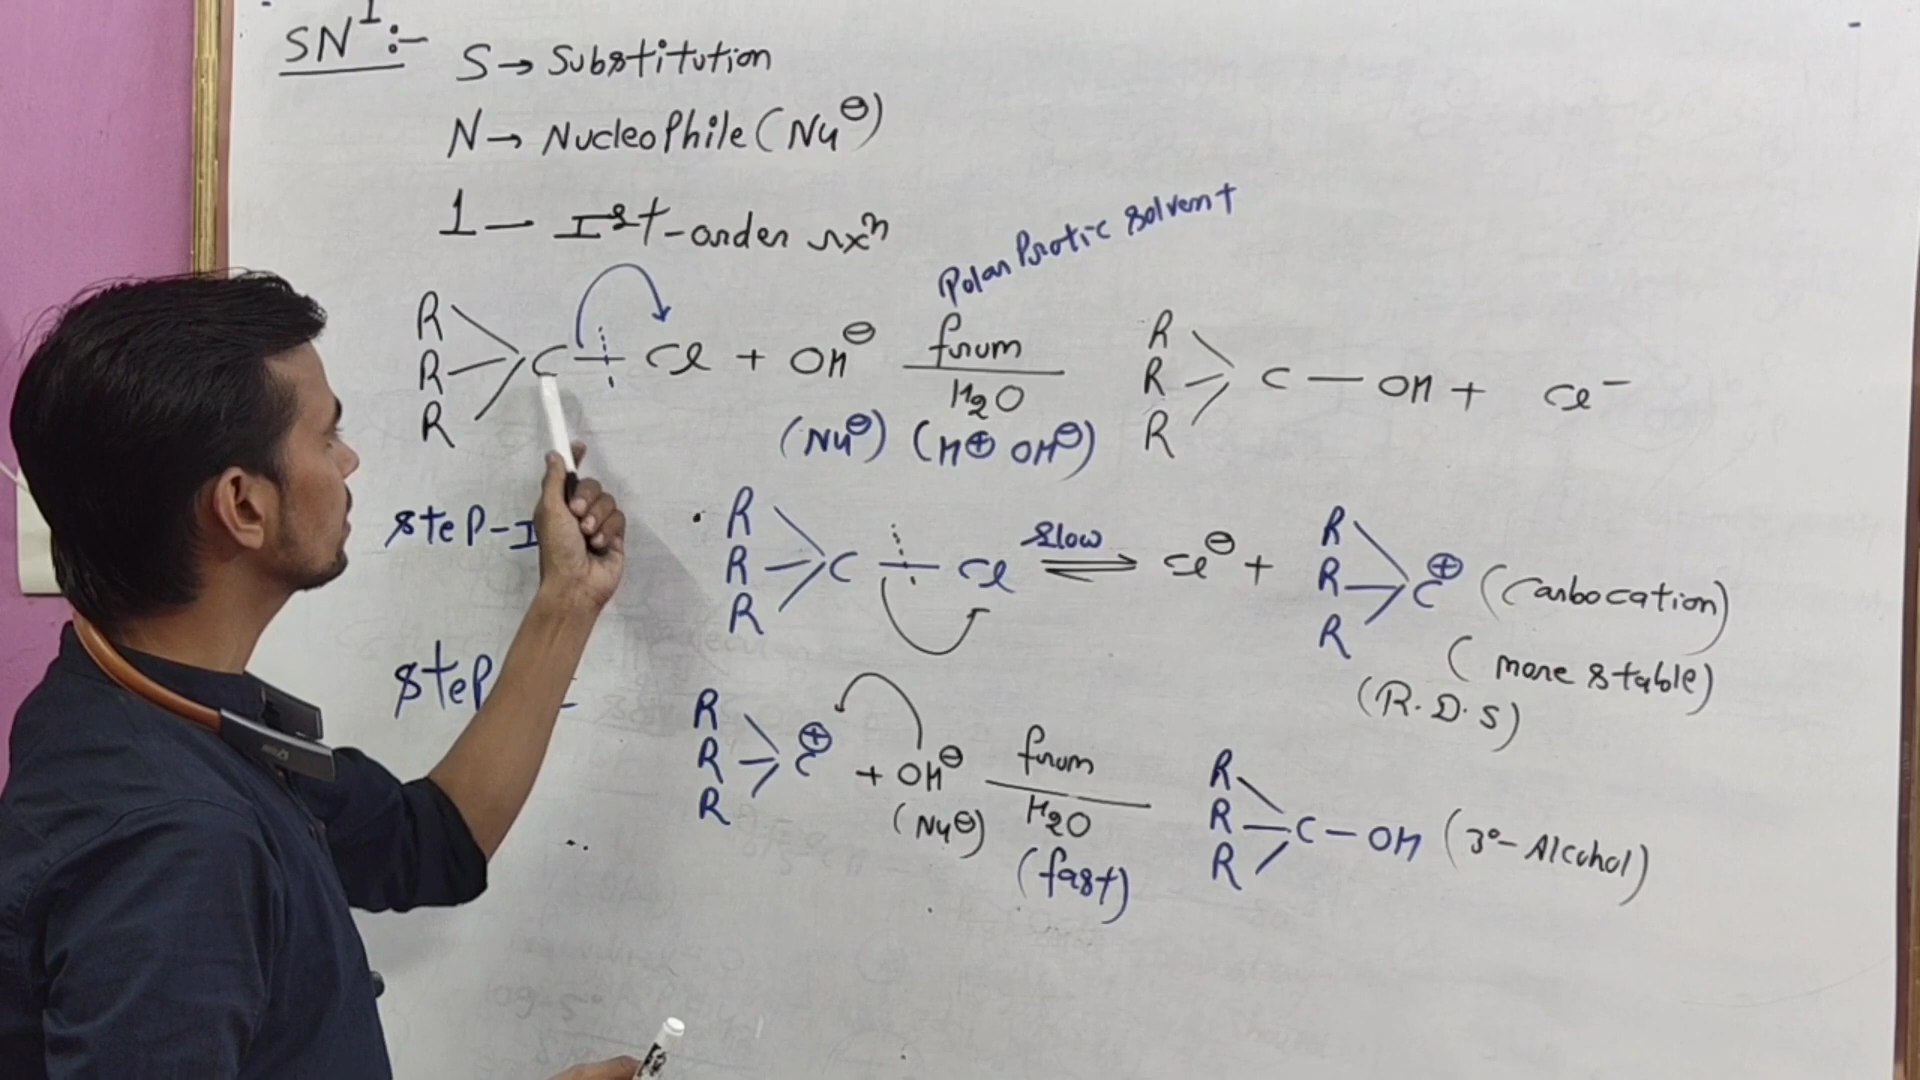 SN¹ :-
S → Substitution
N → Nucleophile (Nu⊖)
1 — Ist-order rxn
Polar Protic solvent
R
R C — Cl + OH⊖ from R
R H2O R C — OH + Cl⁻
(Nu⊖) (H⊕ OH⊖) R
Step-I
R
R C — Cl slow ⇌ Cl⊖ + R
R C⊕ (Carbocation)
R R
(more stable)
(R.D.S)
Step
R
R C⊕ + OH⊖ from R
R (Nu⊖) H2O R — C — OH (3°-Alcohol)
(fast) R